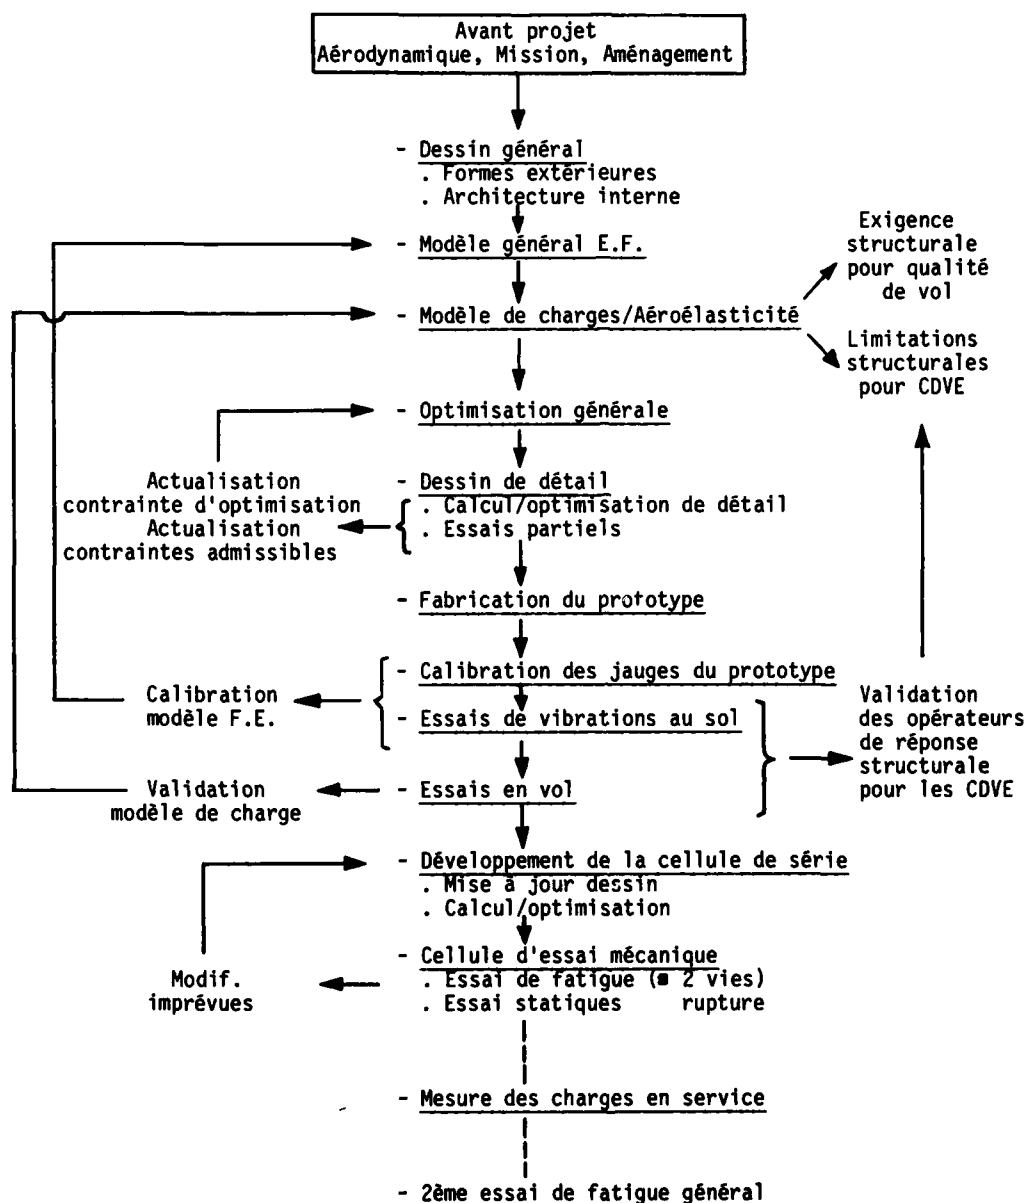 Avant projet
Aérodynamique, Mission, Aménagement
- Dessin général
. Formes extérieures
. Architecture interne
- Modèle général E.F.
Exigence
structurale
pour qualité
de vol
- Modèle de charges/Aéroélasticité
Limitations
structurales
pour CDVE
- Optimisation générale
Actualisation
contrainte d'optimisation
Actualisation
contraintes admissibles
- Dessin de détail
. Calcul/optimisation de détail
. Essais partiels
- Fabrication du prototype
- Calibration des jauges du prototype
Calibration
modèle F.E.
- Essais de vibrations au sol
Validation
des opérateurs
de réponse
structurale
pour les CDVE
Validation
modèle de charge
- Essais en vol
- Développement de la cellule de série
. Mise à jour dessin
. Calcul/optimisation
- Cellule d'essai mécanique
. Essai de fatigue (≡ 2 vies)
. Essai statiques rupture
Modif.
imprévues
- Mesure des charges en service
- 2ème essai de fatigue général